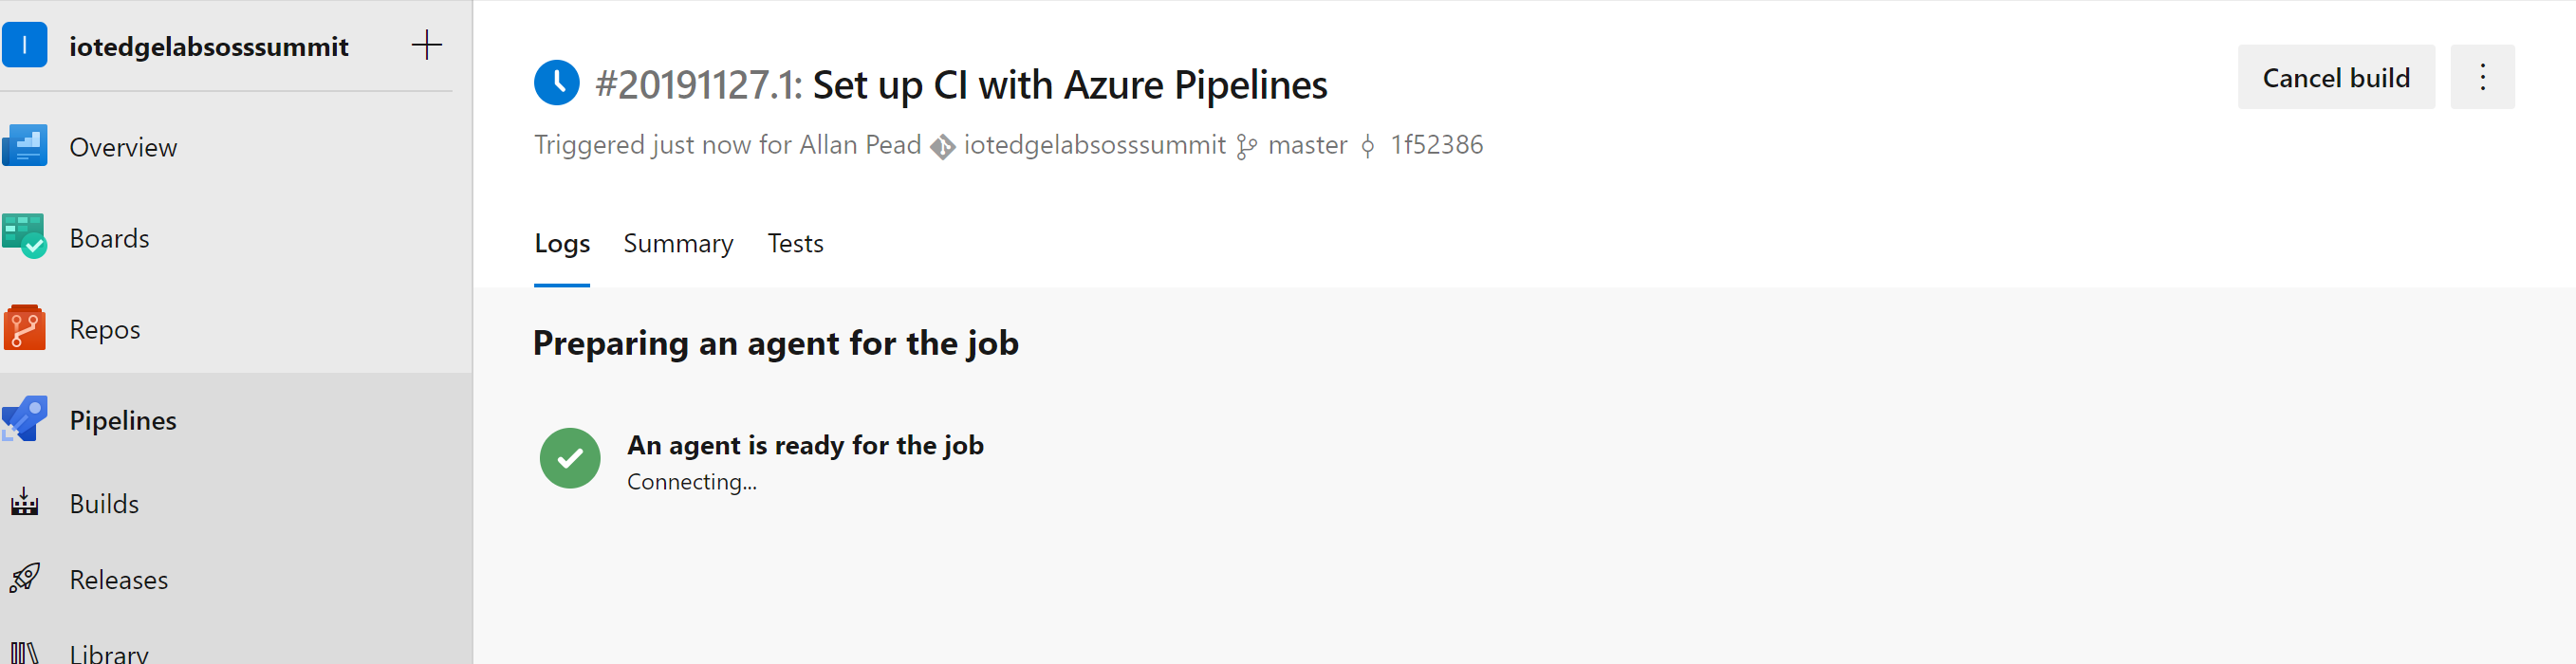 I iotedgelabsosssummit
Overview
Boards
Repos
Pipelines
Builds
Releases
Library
#20191127.1: Set up CI with Azure Pipelines
Triggered just now for Allan Pead iotedgelabsosssummit master 1f52386
Cancel build
Logs Summary Tests
Preparing an agent for the job
An agent is ready for the job
Connecting...